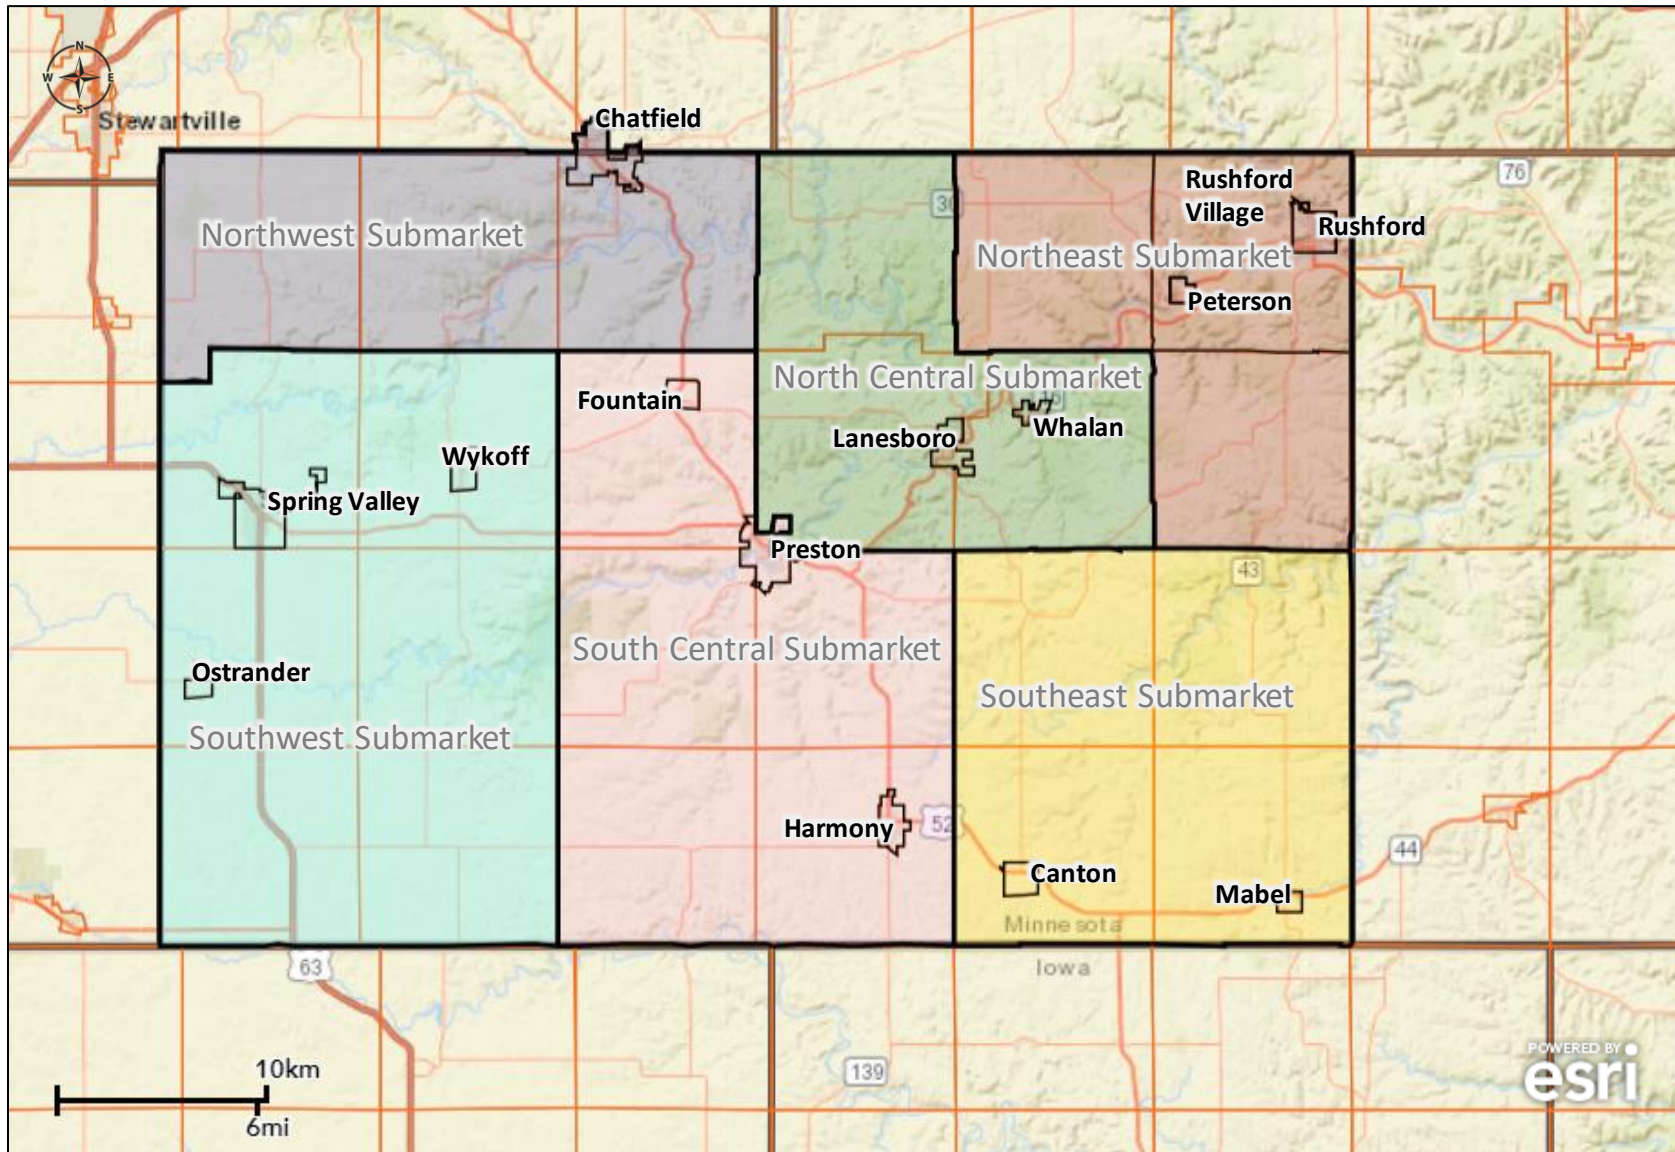 N
W
E
S
Stewartville
Chatfield
76
Rushford
Village
30
Rushford
Northwest Submarket
Northeast Submarket
Peterson
North Central Submarket
Fountain
16
Whalan
Lanesboro
Wykoff
Spring Valley
Preston
43
South Central Submarket
Ostrander
Southeast Submarket
Southwest Submarket
Harmony
52
44
Canton
Mabel
Minnesota
Iowa
63
10km
6mi
139
POWERED BY
esri